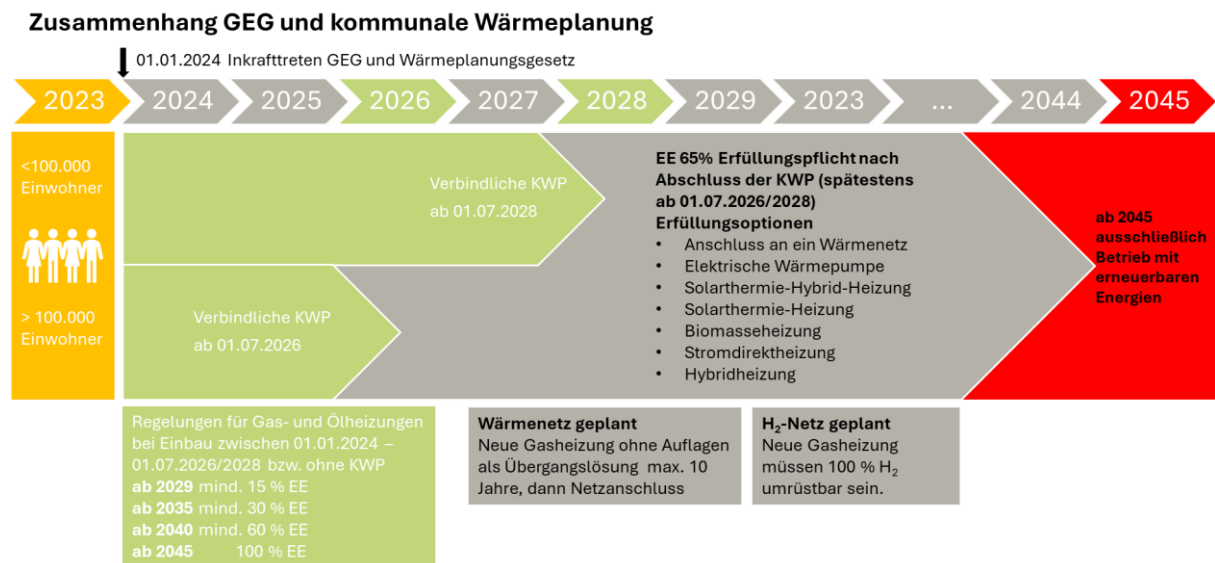 Zusammenhang GEG und kommunale Wärmeplanung
01.01.2024 Inkrafttreten GEG und Wärmeplanungsgesetz
2023
2024
2025
2026
2027
2028
2029
2023
...
2044
2045
<100.000
Einwohner
> 100.000
Einwohner
Verbindliche KWP
ab 01.07.2028
Verbindliche KWP
ab 01.07.2026
EE 65% Erfüllungspflicht nach
Abschluss der KWP (spätestens
ab 01.07.2026/2028)
Erfüllungsoptionen
• Anschluss an ein Wärmenetz
• Elektrische Wärmepumpe
• Solarthermie-Hybrid-Heizung
• Solarthermie-Heizung
• Biomasseheizung
• Stromdirektheizung
• Hybridheizung
ab 2045
ausschließlich
Betrieb mit
erneuerbaren
Energien
Regelungen für Gas- und Ölheizungen
bei Einbau zwischen 01.01.2024 –
01.07.2026/2028 bzw. ohne KWP
ab 2029 mind. 15 % EE
ab 2035 mind. 30 % EE
ab 2040 mind. 60 % EE
ab 2045 100 % EE
Wärmenetz geplant
Neue Gasheizung ohne Auflagen
als Übergangslösung max. 10
Jahre, dann Netzanschluss
H₂-Netz geplant
Neue Gasheizung
müssen 100 % H₂
umrüstbar sein.